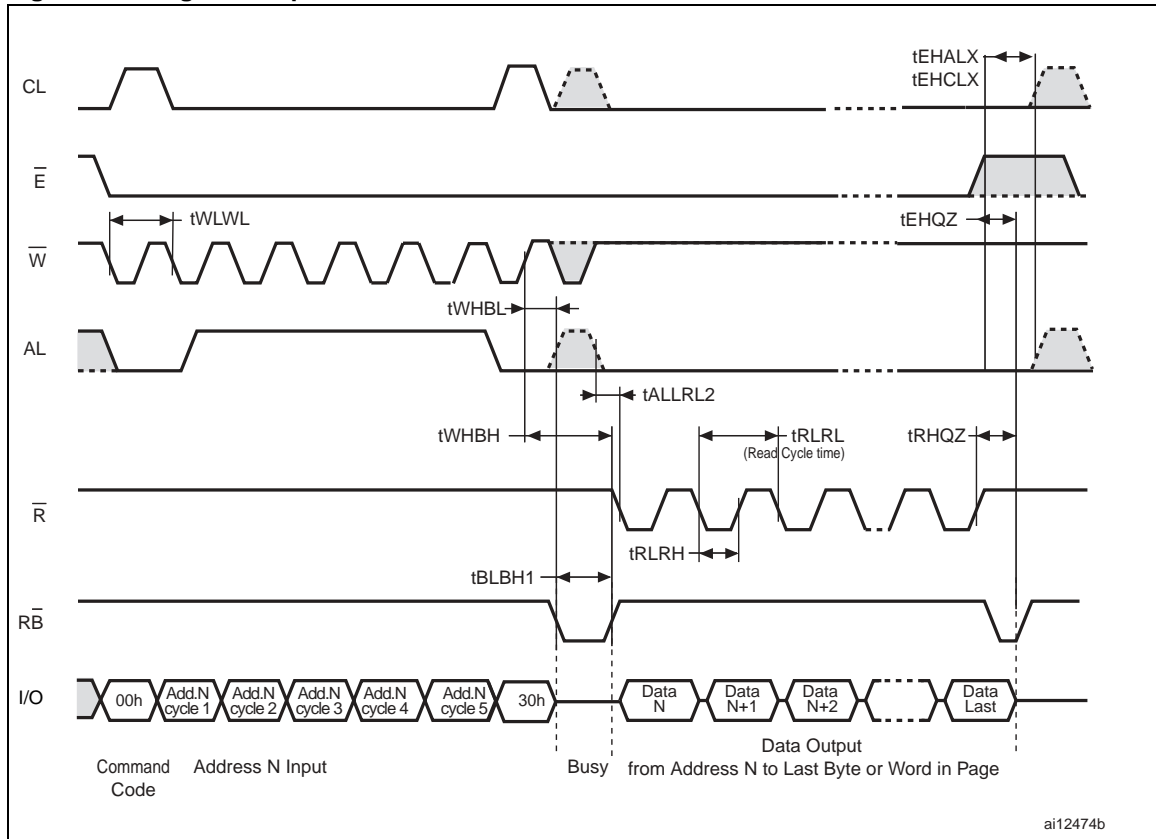 CL
tEHALX
tEHCLX
E
tWLWL
tEHQZ
W
tWHBL
AL
tALLRL2
tWHBH
tRLRL
(Read Cycle time)
tRHQZ
R
tRLRH
tBLBH1
RB
I/O
00h
Add.N
cycle 1
Add.N
cycle 2
Add.N
cycle 3
Add.N
cycle 4
Add.N
cycle 5
30h
Data
N
Data
N+1
Data
N+2
Data
Last
Command
Code
Address N Input
Busy
Data Output
from Address N to Last Byte or Word in Page
ai12474b